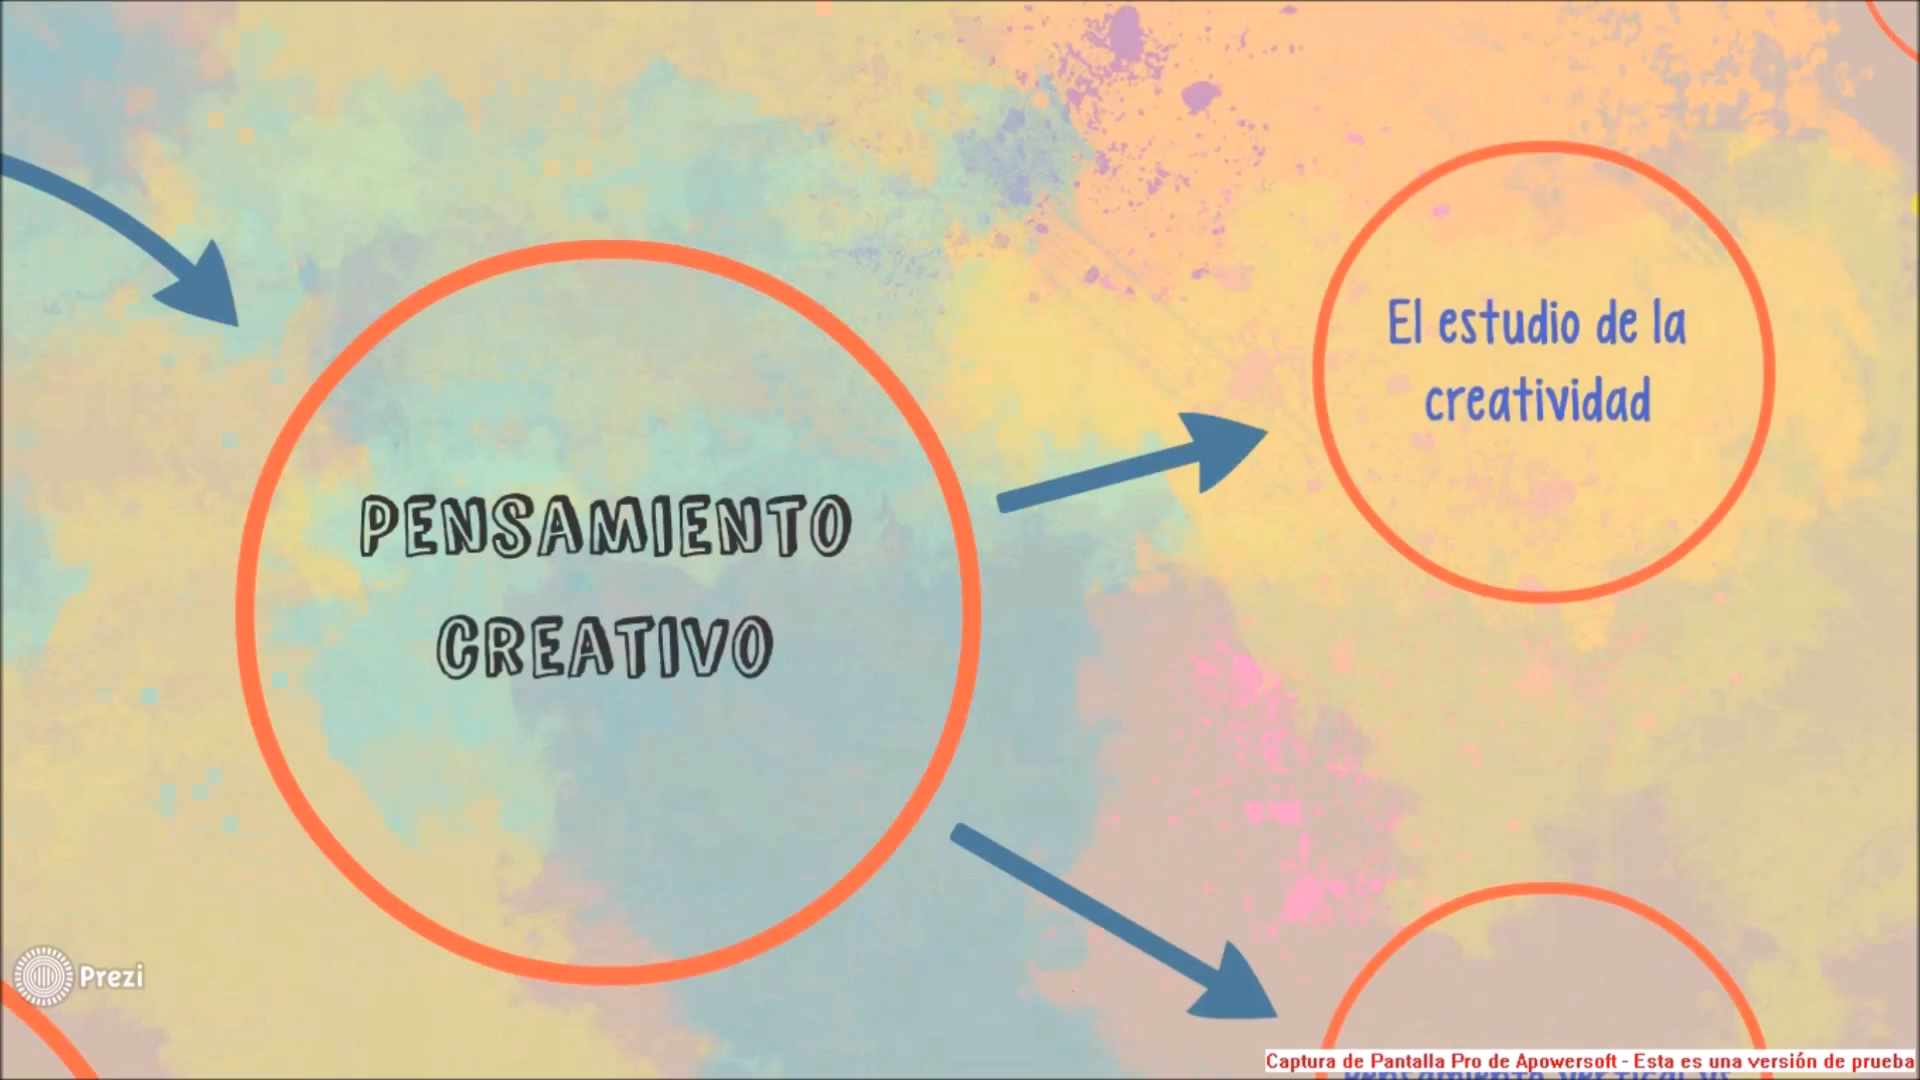 PENSAMIENTO
CREATIVO
El estudio de la
creatividad
Prezi
Captura de Pantalla Pro de Apowersoft - Esta es una versión de prueba